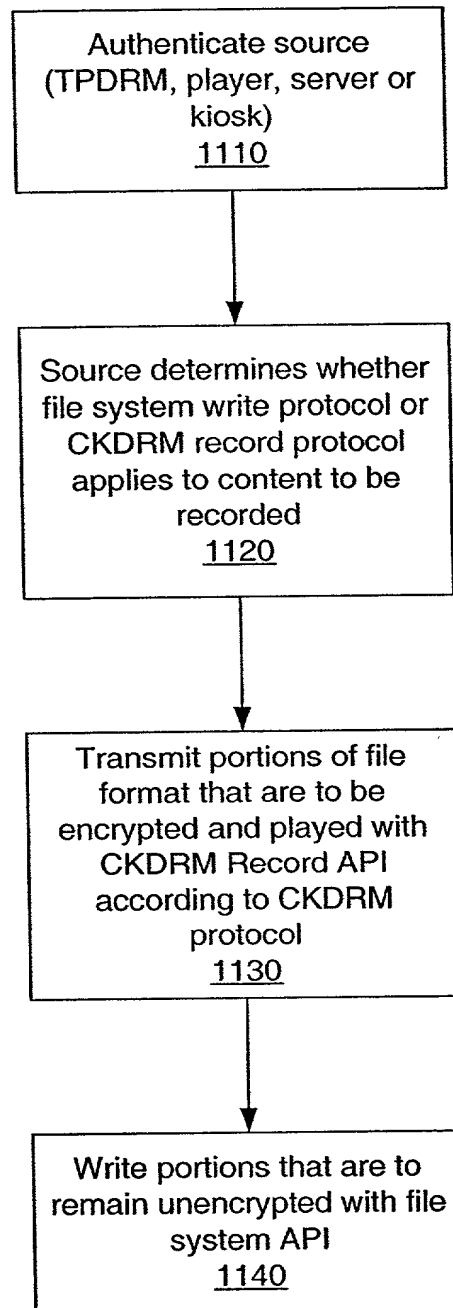 Authenticate source
(TPDRM, player, server or
kiosk)
1110
Source determines whether
file system write protocol or
CKDRM record protocol
applies to content to be
recorded
1120
Transmit portions of file
format that are to be
encrypted and played with
CKDRM Record API
according to CKDRM
protocol
1130
Write portions that are to
remain unencrypted with file
system API
1140